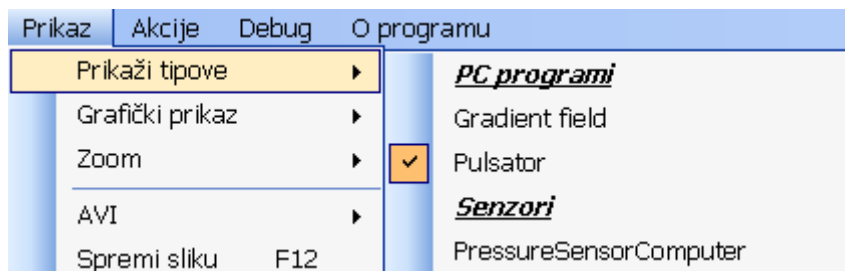 Prikaz Akcije Debug O programu
Prikaži tipove
Grafički prikaz
Zoom
AVI
Spremi sliku F12
PC programi
Gradient field
Pulsator
Senzori
PressureSensorComputer